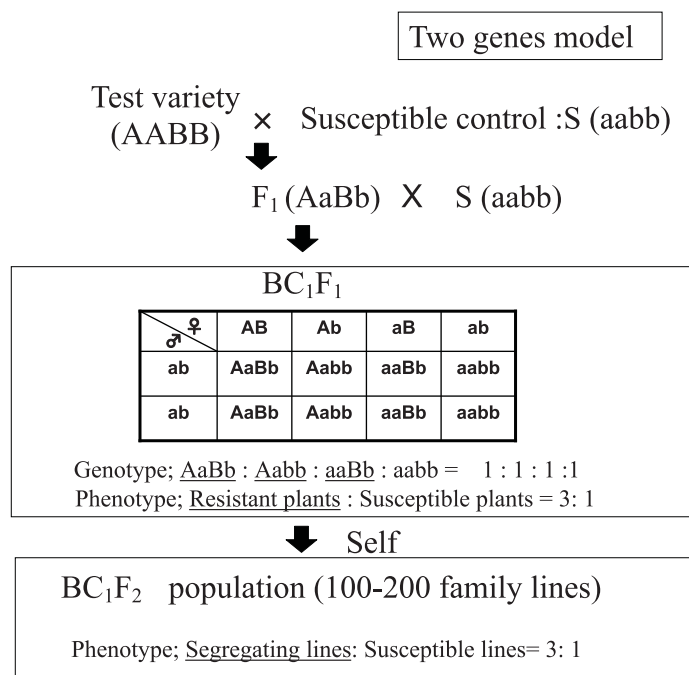 Two genes model
Test variety
(AABB) × Susceptible control :S (aabb)
F₁ (AaBb) X S (aabb)
BC₁F₁
♂ ♀ AB Ab aB ab
ab AaBb Aabb aaBb aabb
ab AaBb Aabb aaBb aabb
Genotype; AaBb : Aabb : aaBb : aabb = 1 : 1 : 1 :1
Phenotype; Resistant plants : Susceptible plants = 3: 1
Self
BC₁F₂ population (100-200 family lines)
Phenotype; Segregating lines: Susceptible lines= 3: 1